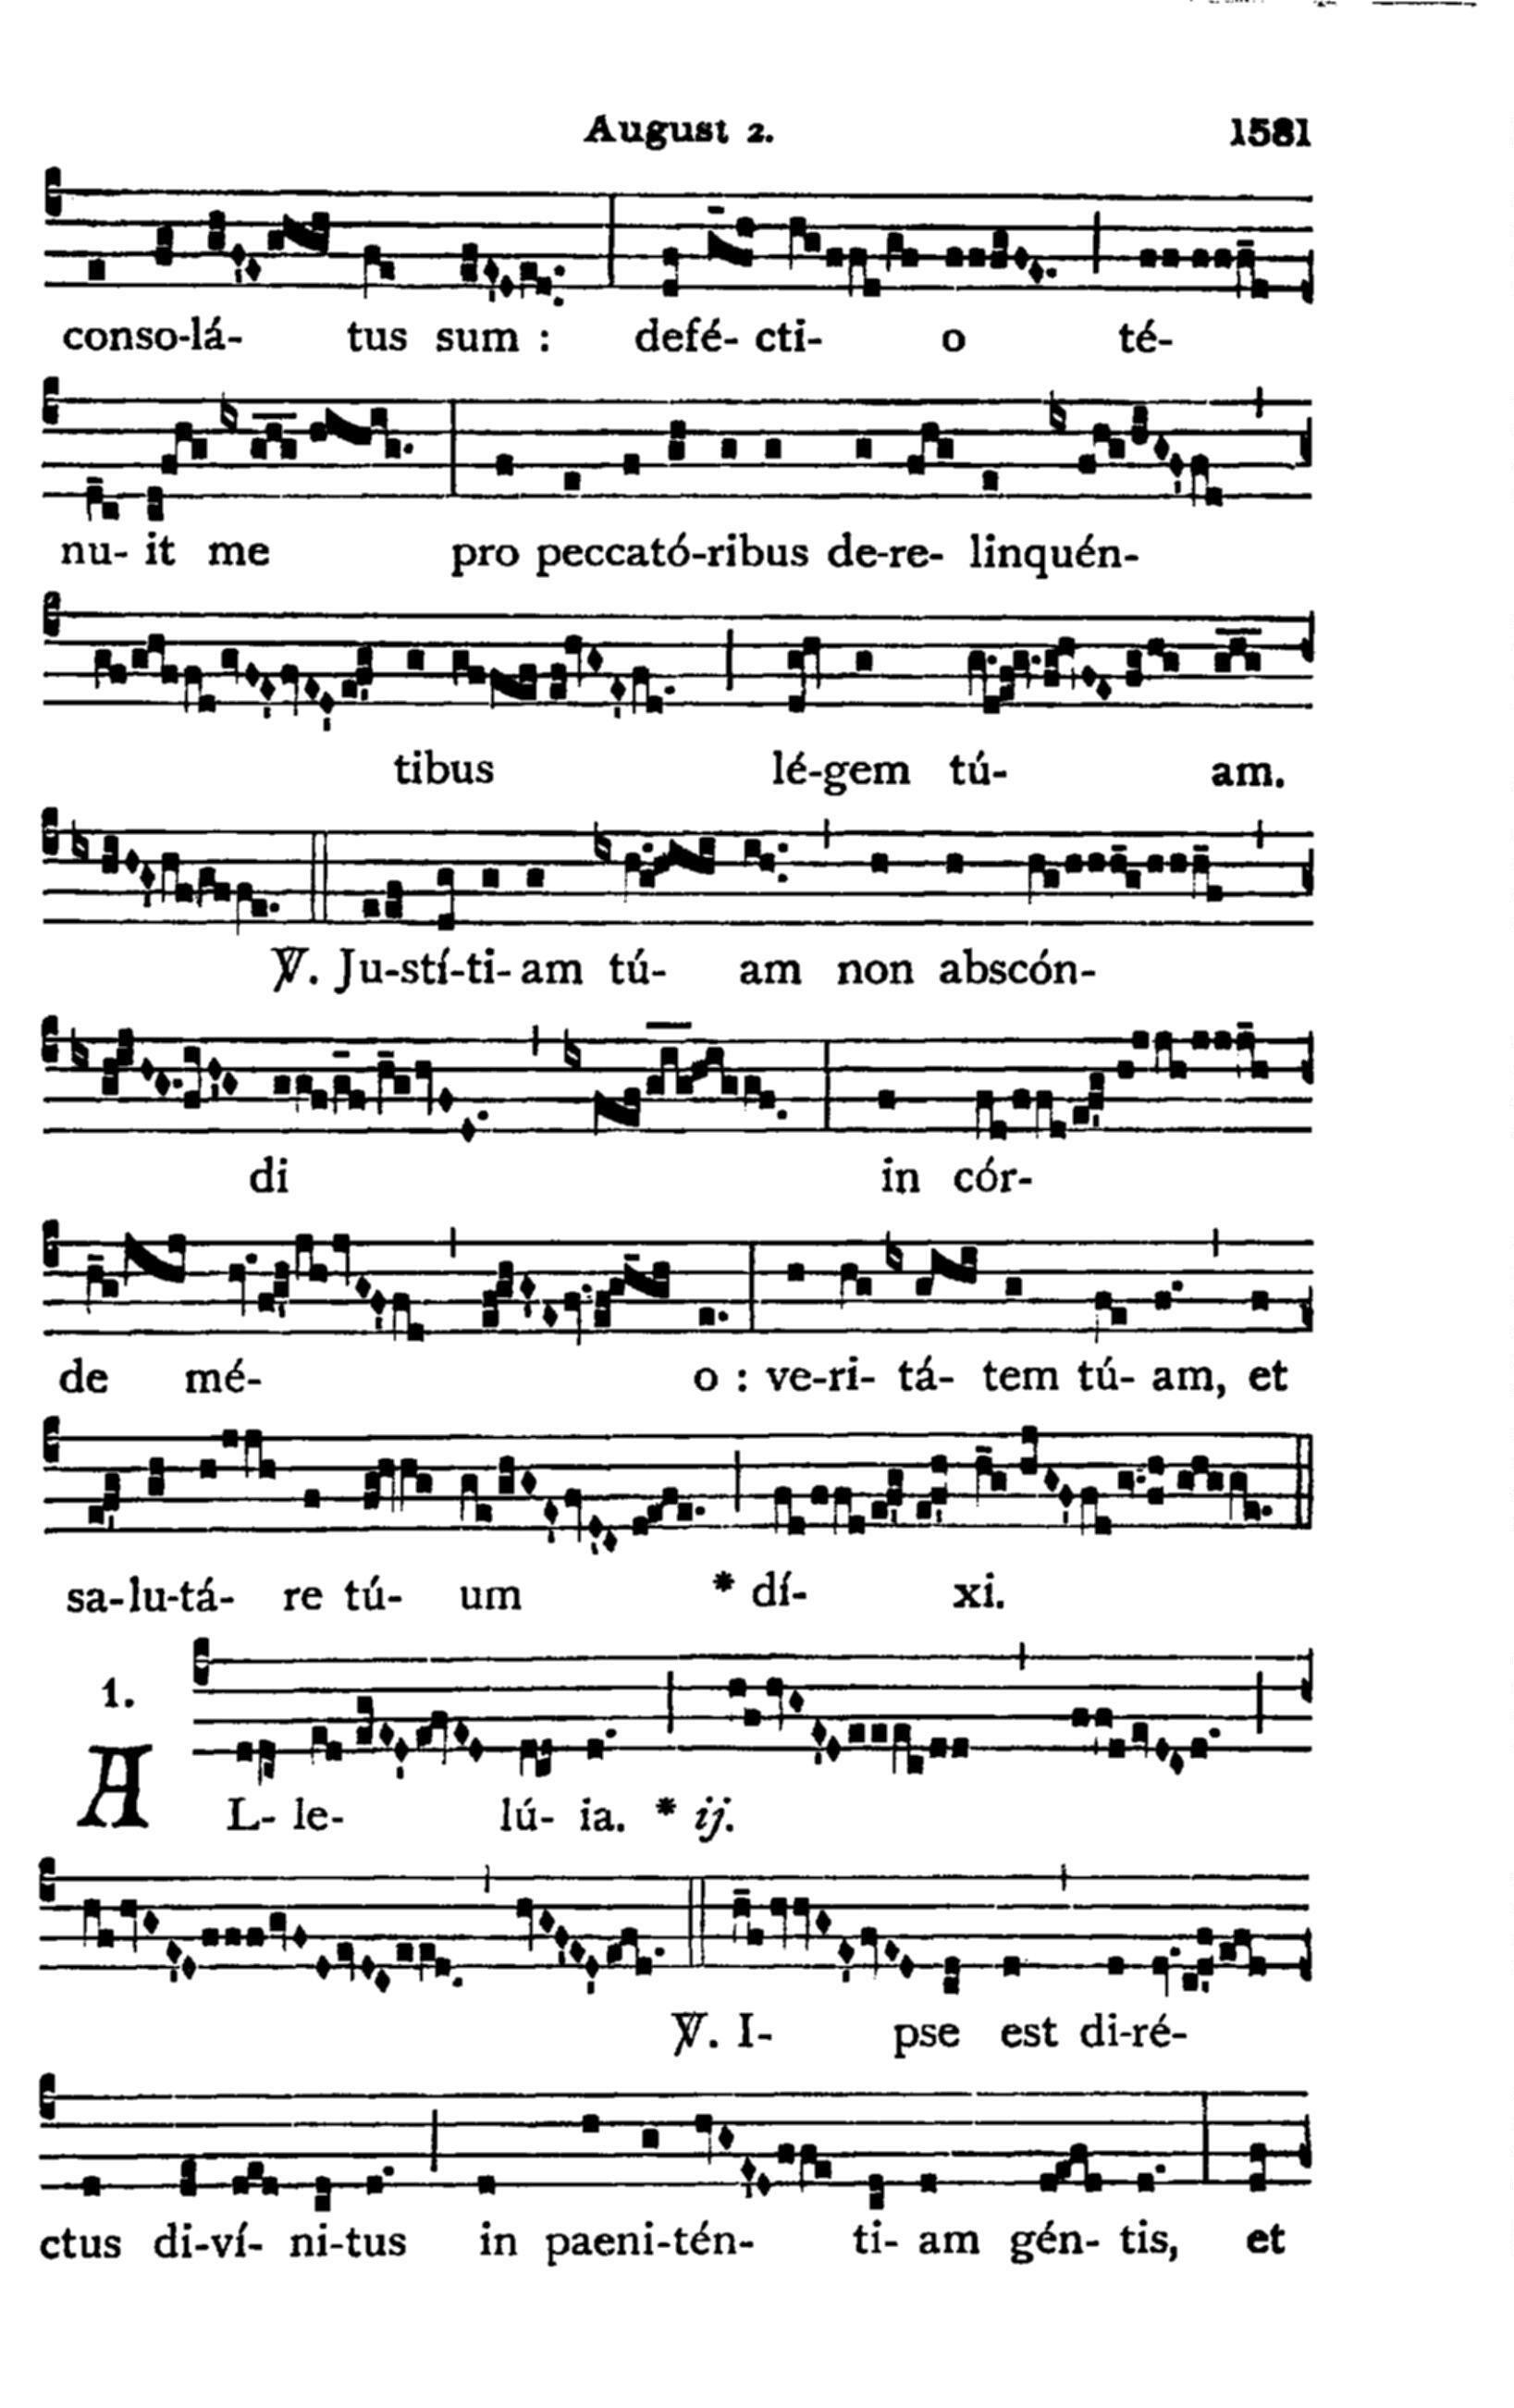 August 2. 1581
conso-lá- tus sum : defé- cti- o té-
nu- it me pro peccató-ribus de-re- linquén-
tibus lé-gem tú- am.
℣. Ju-stí-ti-am tú- am non abscón-
di in cór-
de mé- o : ve-ri- tá- tem tú- am, et
sa-lu-tá- re tú- um * dí- xi.
1.
AL- le- lú- ia. * ij.
℣. I- pse est di-ré-
ctus di-ví- ni-tus in paeni-tén- ti- am gén- tis, et